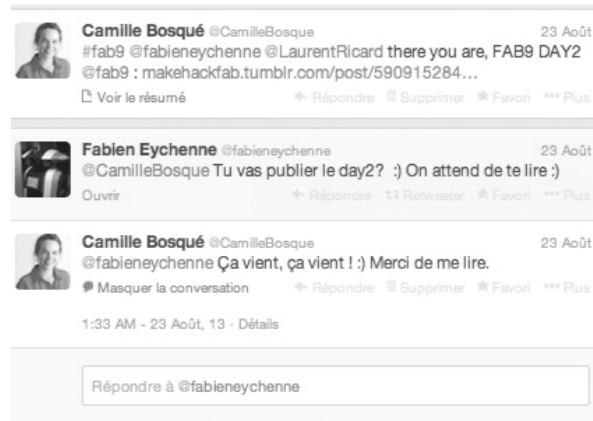 Camille Bosqué @CamilleBosque 23 Août
#fab9 @fabieneychenne @LaurentRicard there you are, FAB9 DAY2
@fab9 : makehackfab.tumblr.com/post/590915284…
Voir le résumé Répondre Supprimer Favori Plus
Fabien Eychenne @fabieneychenne 23 Août
@CamilleBosque Tu vas publier le day2? :) On attend de te lire :)
Ouvrir Répondre Retweeter Favori Plus
Camille Bosqué @CamilleBosque 23 Août
@fabieneychenne Ça vient, ça vient ! :) Merci de me lire.
Masquer la conversation Répondre Supprimer Favori Plus
1:33 AM - 23 Août, 13 · Détails
Répondre à @fabieneychenne